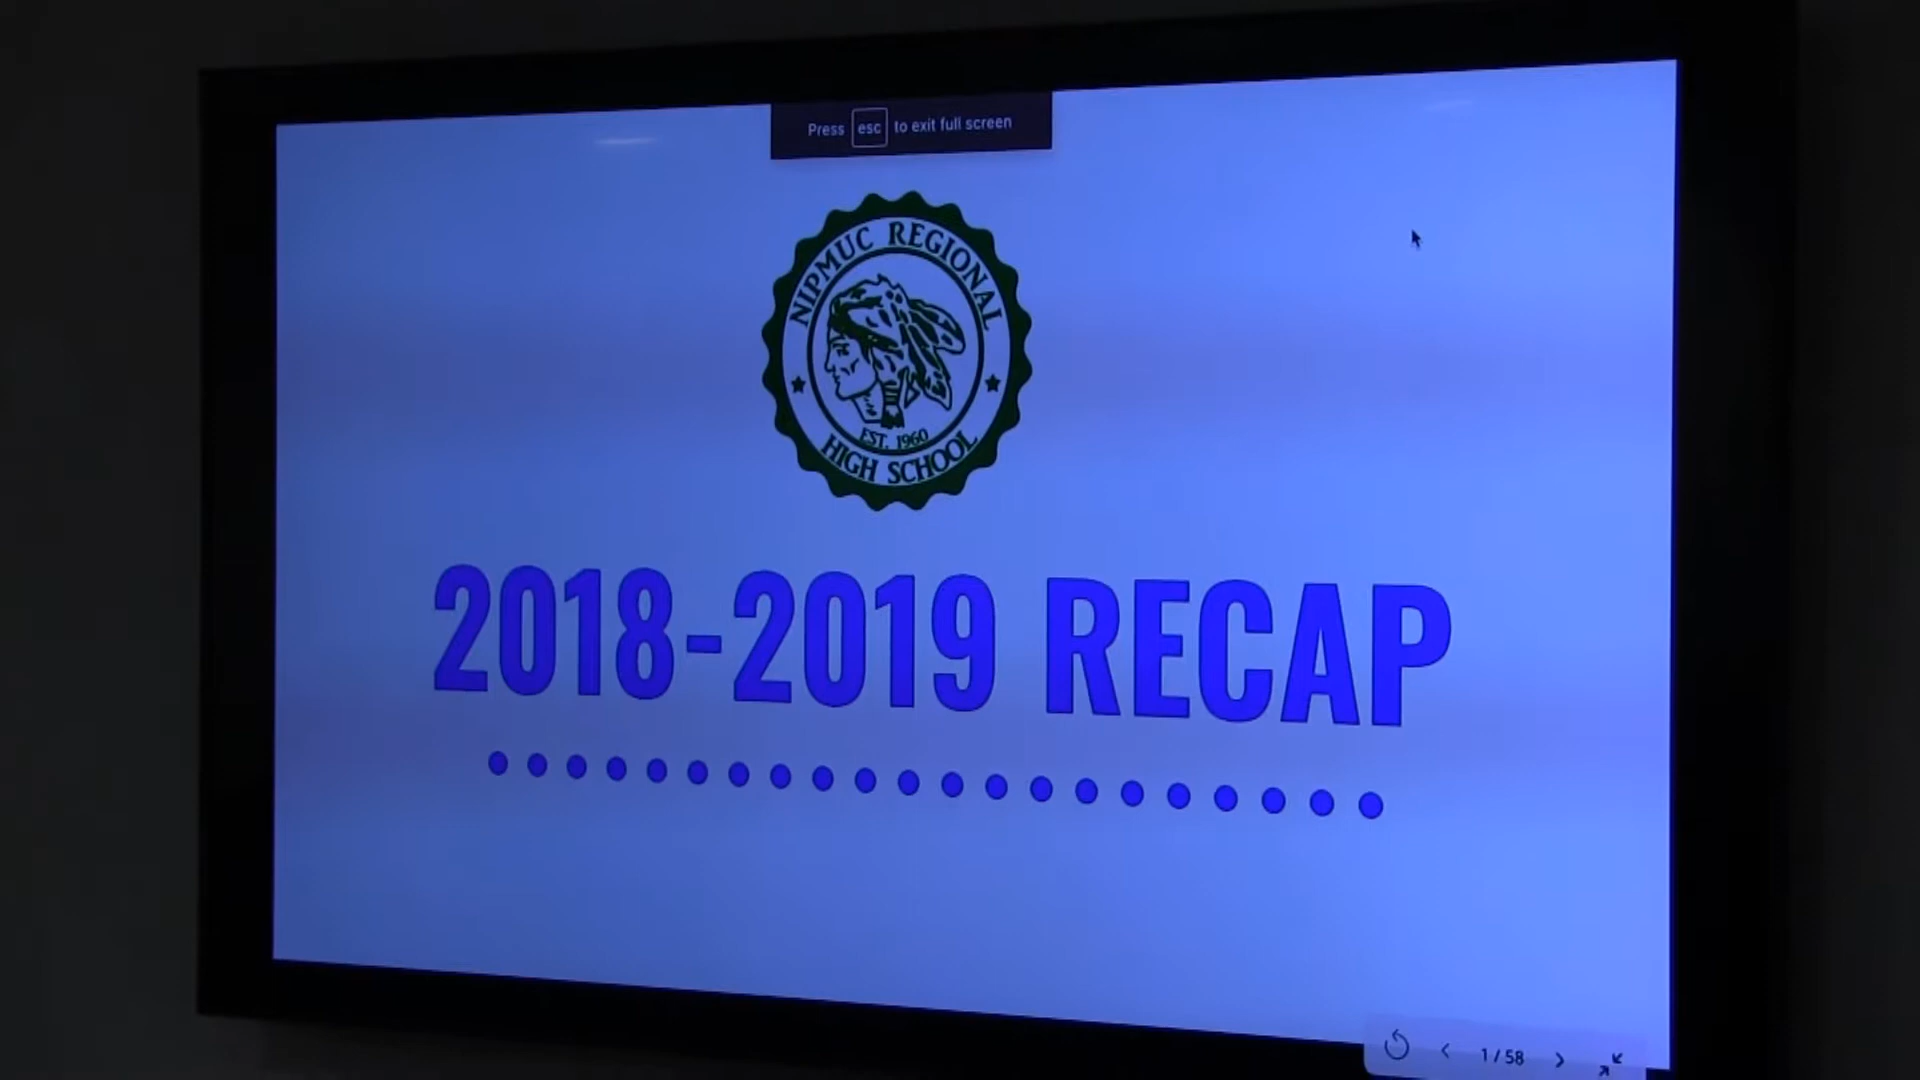 Press esc to exit full screen
NIPMUC REGIONAL
EST. 1960
HIGH SCHOOL
2018-2019 RECAP
1 / 58